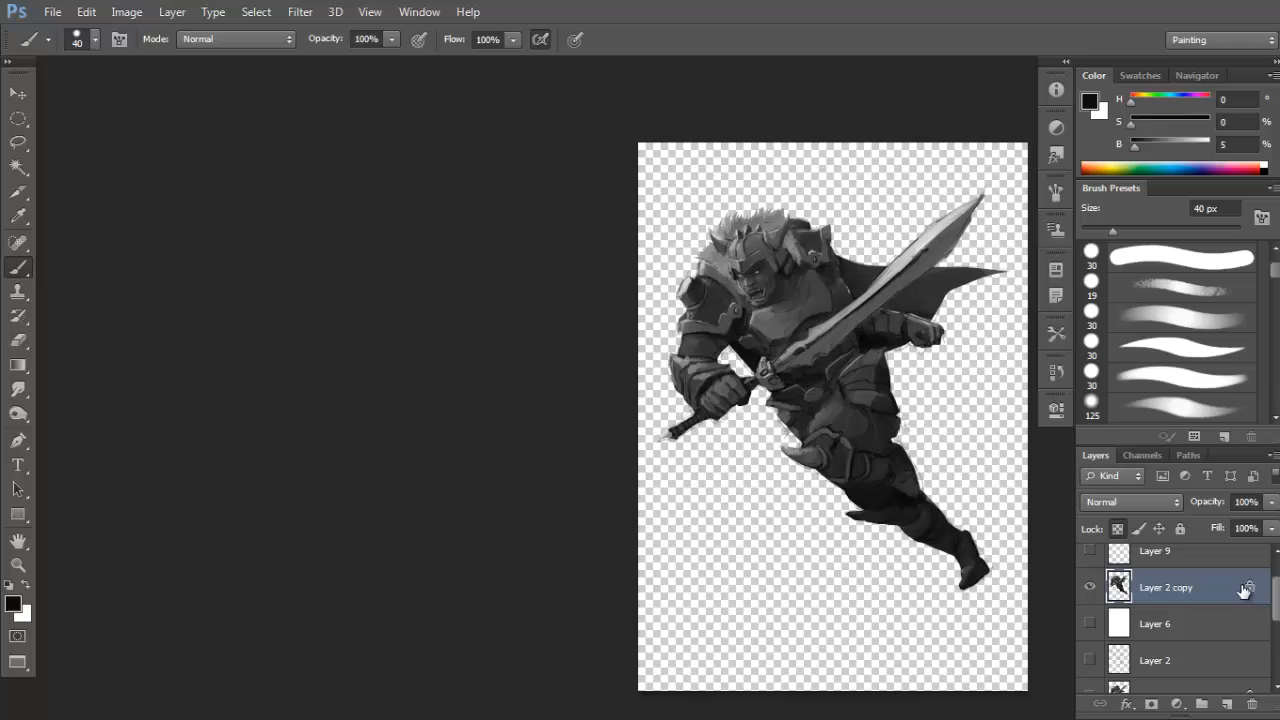 Ps File Edit Image Layer Type Select Filter 3D View Window Help
40 Mode: Normal Opacity: 100% Flow: 100% Painting
Color Swatches Navigator
H 0 °
S 0 %
B 5 %
Brush Presets
Size: 40 px
30
19
30
30
30
125
Layers Channels Paths
Kind T
Normal Opacity: 100%
Lock: Fill: 100%
Layer 9
Layer 2 copy
Layer 6
Layer 2
fx
T